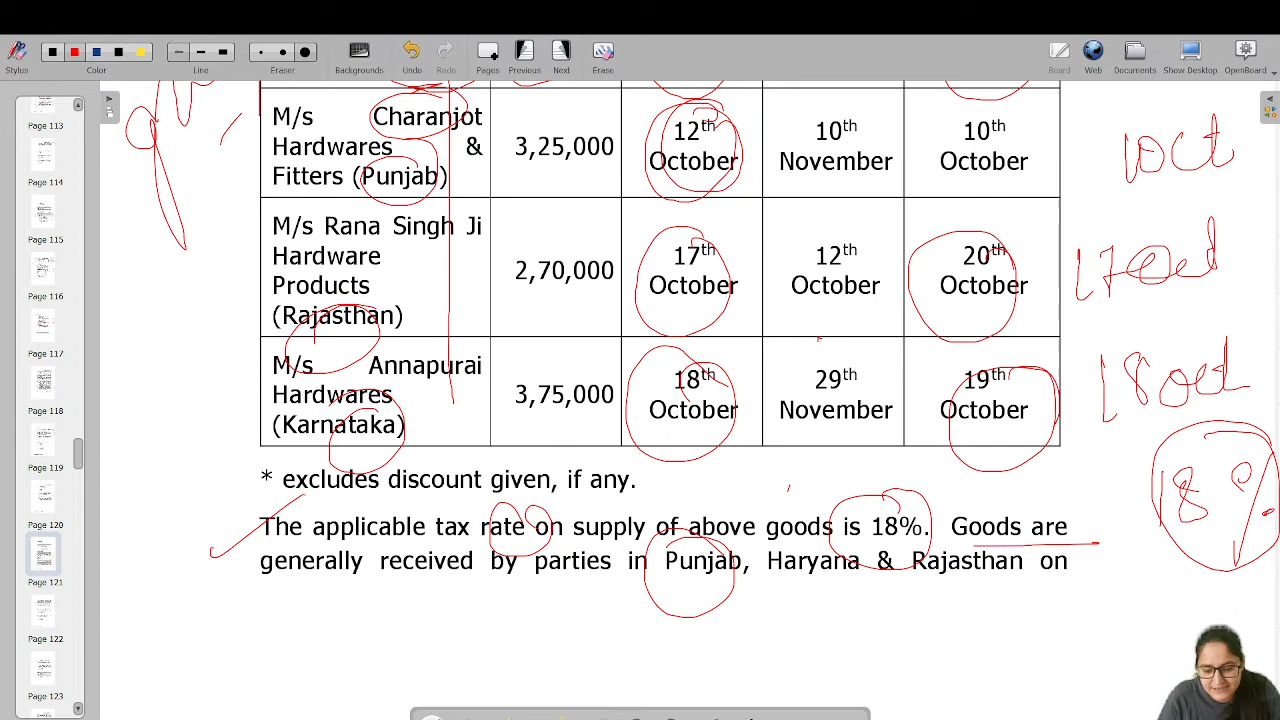 Stylus
Color
Line
Eraser
Backgrounds
Undo
Redo
Pages
Previous
Next
Erase
Board
Web
Documents
Show Desktop
OpenBoard
Page 113
Page 114
Page 115
Page 116
Page 117
Page 118
Page 119
Page 120
Page 121
Page 122
Page 123
M/s Charanjot
Hardwares &
Fitters (Punjab)
3,25,000
12th
October
10th
November
10th
October
M/s Rana Singh Ji
Hardware
Products
(Rajasthan)
2,70,000
17th
October
12th
October
20th
October
M/s Annapurai
Hardwares
(Karnataka)
3,75,000
18th
October
29th
November
19th
October
* excludes discount given, if any.
The applicable tax rate on supply of above goods is 18%. Goods are
generally received by parties in Punjab, Haryana & Rajasthan on
10ct
17 oct
18 oct
18 %